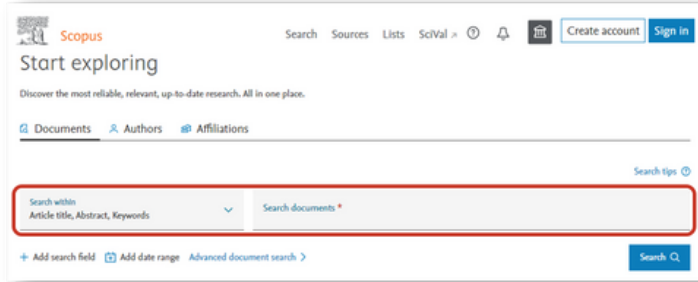 Scopus
Search Sources Lists SciVal Create account Sign in
Start exploring
Discover the most reliable, relevant, up-to-date research. All in one place.
Documents Authors Affiliations
Search tips
Search within
Article title, Abstract, Keywords
Search documents *
+ Add search field Add date range Advanced document search >
Search